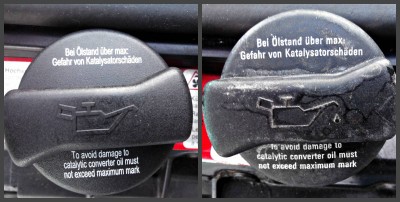 Bei Ölstand über max:
Gefahr von Katalysatorschäden
To avoid damage to
catalytic converter oil must
not exceed maximum mark
Bei Ölstand über max:
Gefahr von Katalysatorschäden
To avoid damage to
catalytic converter oil must
not exceed maximum mark